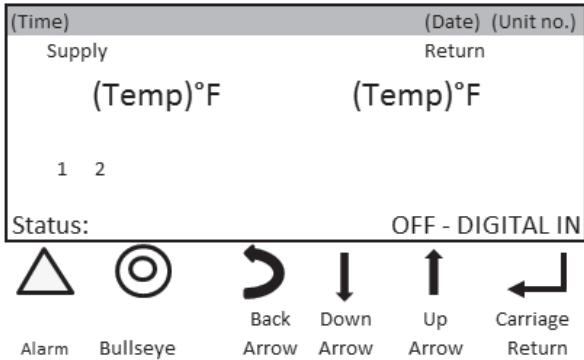 (Time) (Date) (Unit no.)
Supply Return
(Temp)°F (Temp)°F
1 2
Status: OFF - DIGITAL IN
Back Down Up Carriage
Alarm Bullseye Arrow Arrow Arrow Return